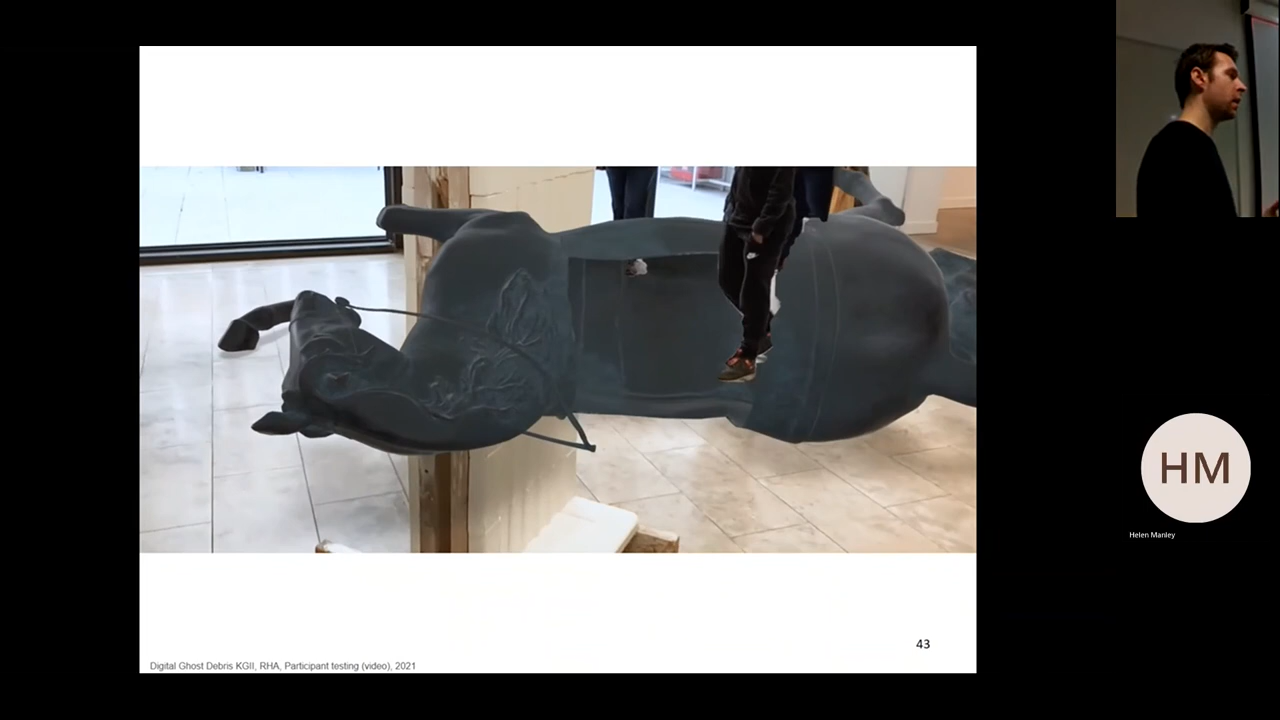 HM
Helen Manley
43
Digital Ghost Debris KGII, RHA, Participant testing (video), 2021